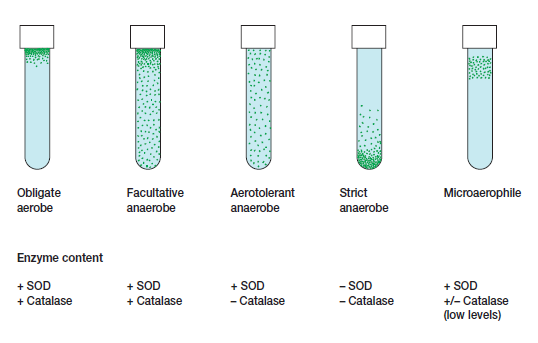 Obligate
aerobe
Facultative
anaerobe
Aerotolerant
anaerobe
Strict
anaerobe
Microaerophile
Enzyme content
+ SOD
+ Catalase
+ SOD
+ Catalase
+ SOD
– Catalase
– SOD
– Catalase
+ SOD
+/– Catalase
(low levels)